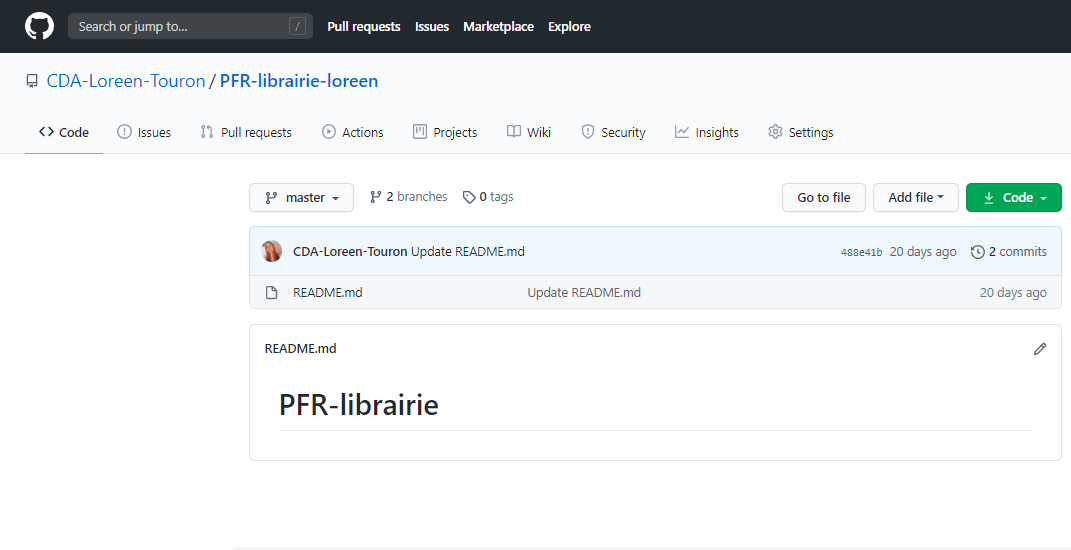 Search or jump to... / Pull requests Issues Marketplace Explore
CDA-Loreen-Touron / PFR-librairie-loreen
Code Issues Pull requests Actions Projects Wiki Security Insights Settings
master 2 branches 0 tags Go to file Add file Code
CDA-Loreen-Touron Update README.md 488e41b 20 days ago 2 commits
README.md Update README.md 20 days ago
README.md
PFR-librairie